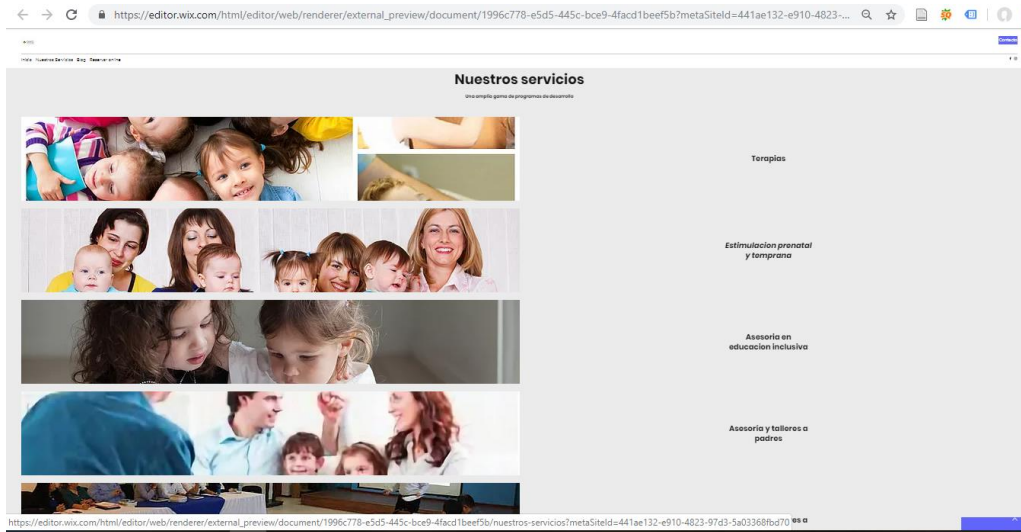 https://editor.wix.com/html/editor/web/renderer/external_preview/document/1996c778-e5d5-445c-bce9-4facd1beef5b?metaSiteId=441ae132-e910-4823-...
Contacto
Inicio Nuestros Servicios Blog Reservar online
Nuestros servicios
Una amplia gama de programas de desarrollo
Terapias
Estimulacion prenatal
y temprana
Asesoria en
educacion inclusiva
Asesoria y talleres a
padres
https://editor.wix.com/html/editor/web/renderer/external_preview/document/1996c778-e5d5-445c-bce9-4facd1beef5b/nuestros-servicios?metaSiteId=441ae132-e910-4823-97d3-5a03368fbd70